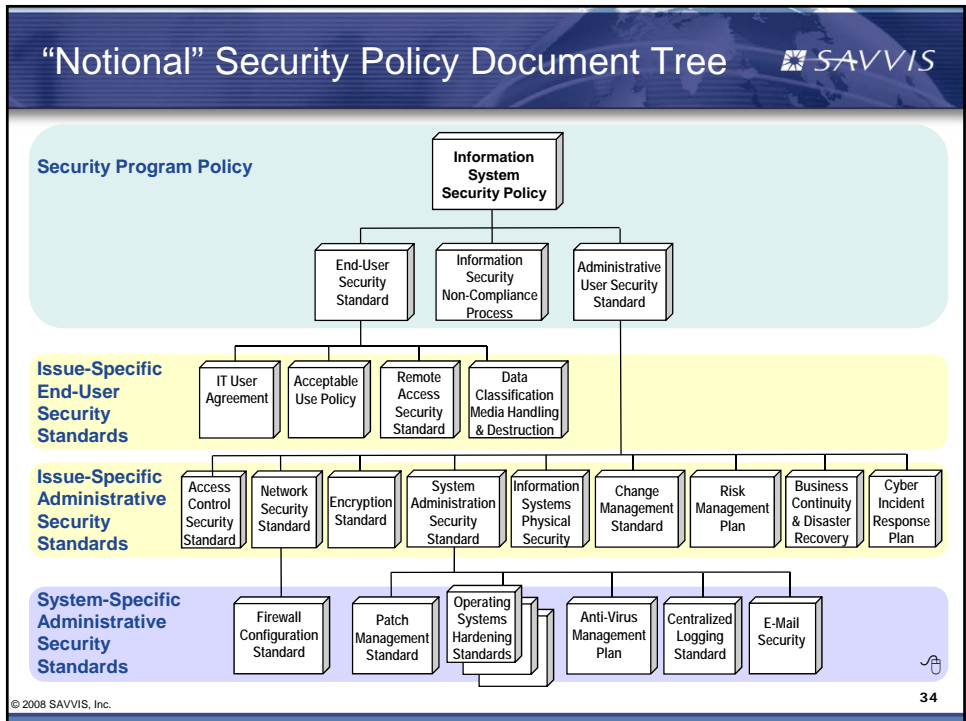 “Notional” Security Policy Document Tree
SAVVIS
Security Program Policy
Information
System
Security Policy
End-User
Security
Standard
Information
Security
Non-Compliance
Process
Administrative
User Security
Standard
Issue-Specific
End-User
Security
Standards
IT User
Agreement
Acceptable
Use Policy
Remote
Access
Security
Standard
Data
Classification
Media Handling
& Destruction
Issue-Specific
Administrative
Security
Standards
Access
Control
Security
Standard
Network
Security
Standard
Encryption
Standard
System
Administration
Security
Standard
Information
Systems
Physical
Security
Change
Management
Standard
Risk
Management
Plan
Business
Continuity
& Disaster
Recovery
Cyber
Incident
Response
Plan
System-Specific
Administrative
Security
Standards
Firewall
Configuration
Standard
Patch
Management
Standard
Operating
Systems
Hardening
Standards
Anti-Virus
Management
Plan
Centralized
Logging
Standard
E-Mail
Security
© 2008 SAVVIS, Inc.
34